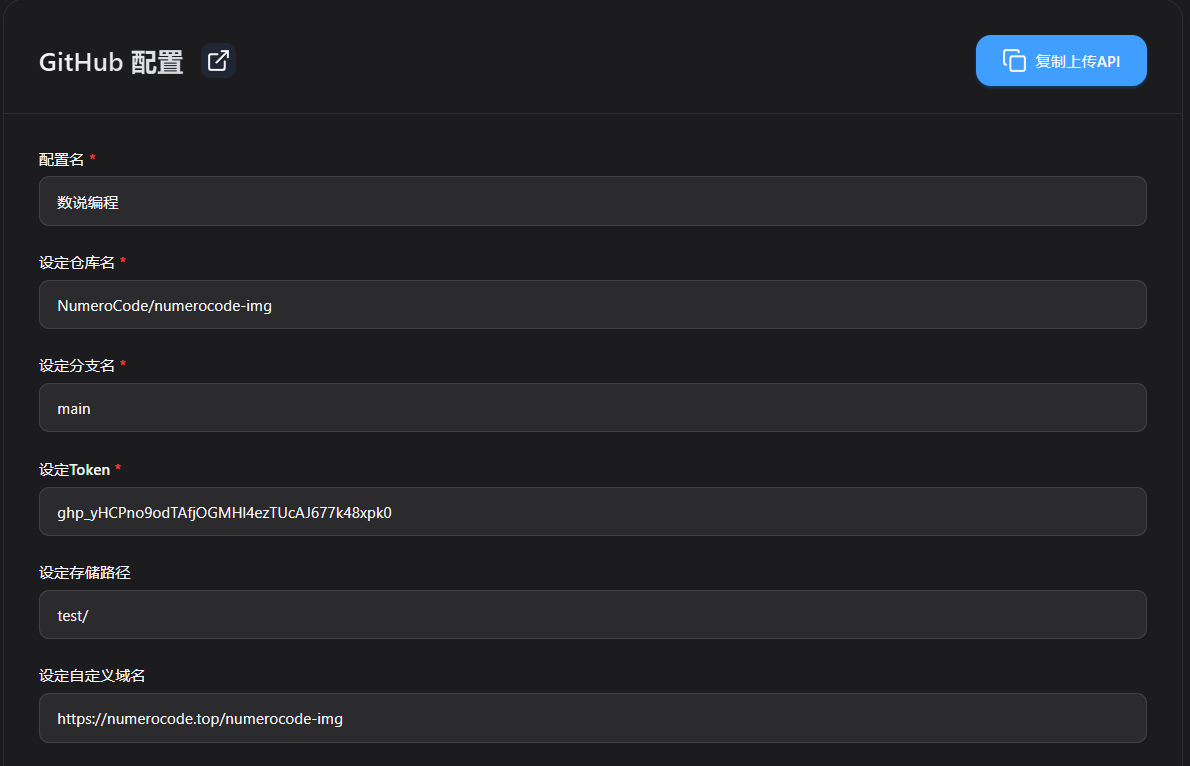 GitHub 配置
复制上传API
配置名 *
数说编程
设定仓库名 *
NumeroCode/numerocode-img
设定分支名 *
main
设定Token *
ghp_yHCPno9odTAfjOGMHI4ezTUcAJ677k48xpk0
设定存储路径
test/
设定自定义域名
https://numerocode.top/numerocode-img